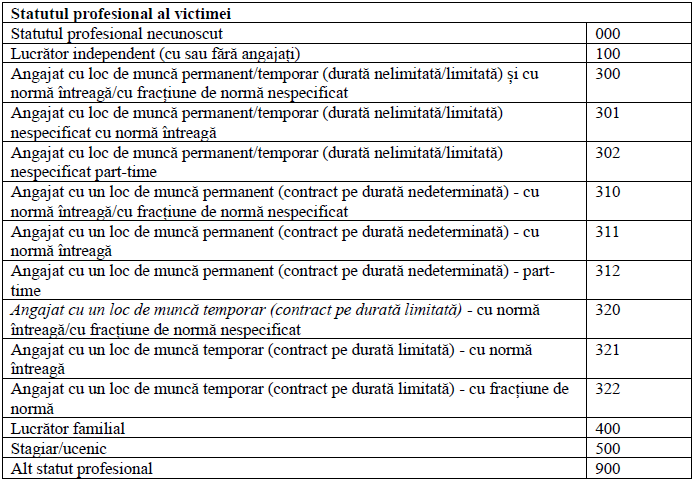 Statutul profesional al victimei
Statutul profesional necunoscut 000
Lucrător independent (cu sau fără angajați) 100
Angajat cu loc de muncă permanent/temporar (durată nelimitată/limitată) și cu 300
normă întreagă/cu fracțiune de normă nespecificat
Angajat cu loc de muncă permanent/temporar (durată nelimitată/limitată) 301
nespecificat cu normă întreagă
Angajat cu loc de muncă permanent/temporar (durată nelimitată/limitată) 302
nespecificat part-time
Angajat cu un loc de muncă permanent (contract pe durată nedeterminată) - cu 310
normă întreagă/cu fracțiune de normă nespecificat
Angajat cu un loc de muncă permanent (contract pe durată nedeterminată) - cu 311
normă întreagă
Angajat cu un loc de muncă permanent (contract pe durată nedeterminată) - part- 312
time
Angajat cu un loc de muncă temporar (contract pe durată limitată) - cu normă 320
întreagă/cu fracțiune de normă nespecificat
Angajat cu un loc de muncă temporar (contract pe durată limitată) - cu normă 321
întreagă
Angajat cu un loc de muncă temporar (contract pe durată limitată) - cu fracțiune de 322
normă
Lucrător familial 400
Stagiar/ucenic 500
Alt statut profesional 900